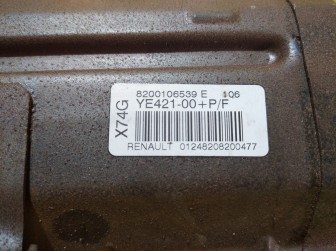 8200106539 E 106
YE421-00+P/F
X74G
RENAULT 01248208200477